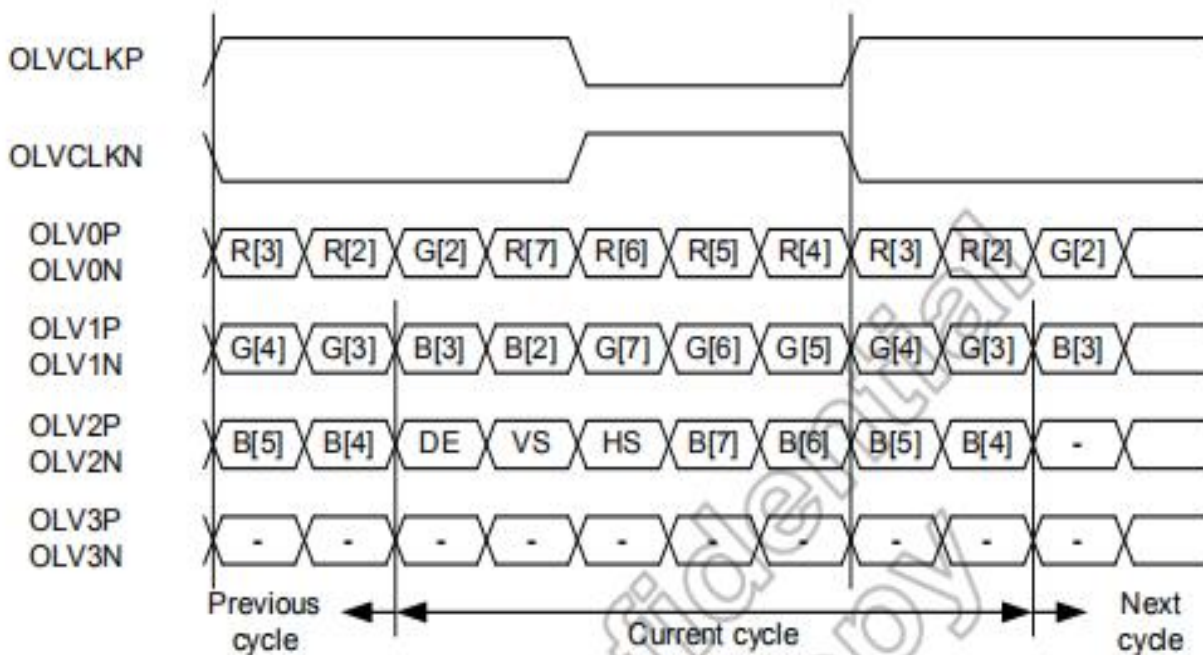 OLVCLKP
OLVCLKN
OLV0P
OLV0N
R[3] R[2] G[2] R[7] R[6] R[5] R[4] R[3] R[2] G[2]
OLV1P
OLV1N
G[4] G[3] B[3] B[2] G[7] G[6] G[5] G[4] G[3] B[3]
OLV2P
OLV2N
B[5] B[4] DE VS HS B[7] B[6] B[5] B[4] -
OLV3P
OLV3N
- - - - - - - - - -
Previous
cycle
Current cycle
Next
cycle
fidential
opy